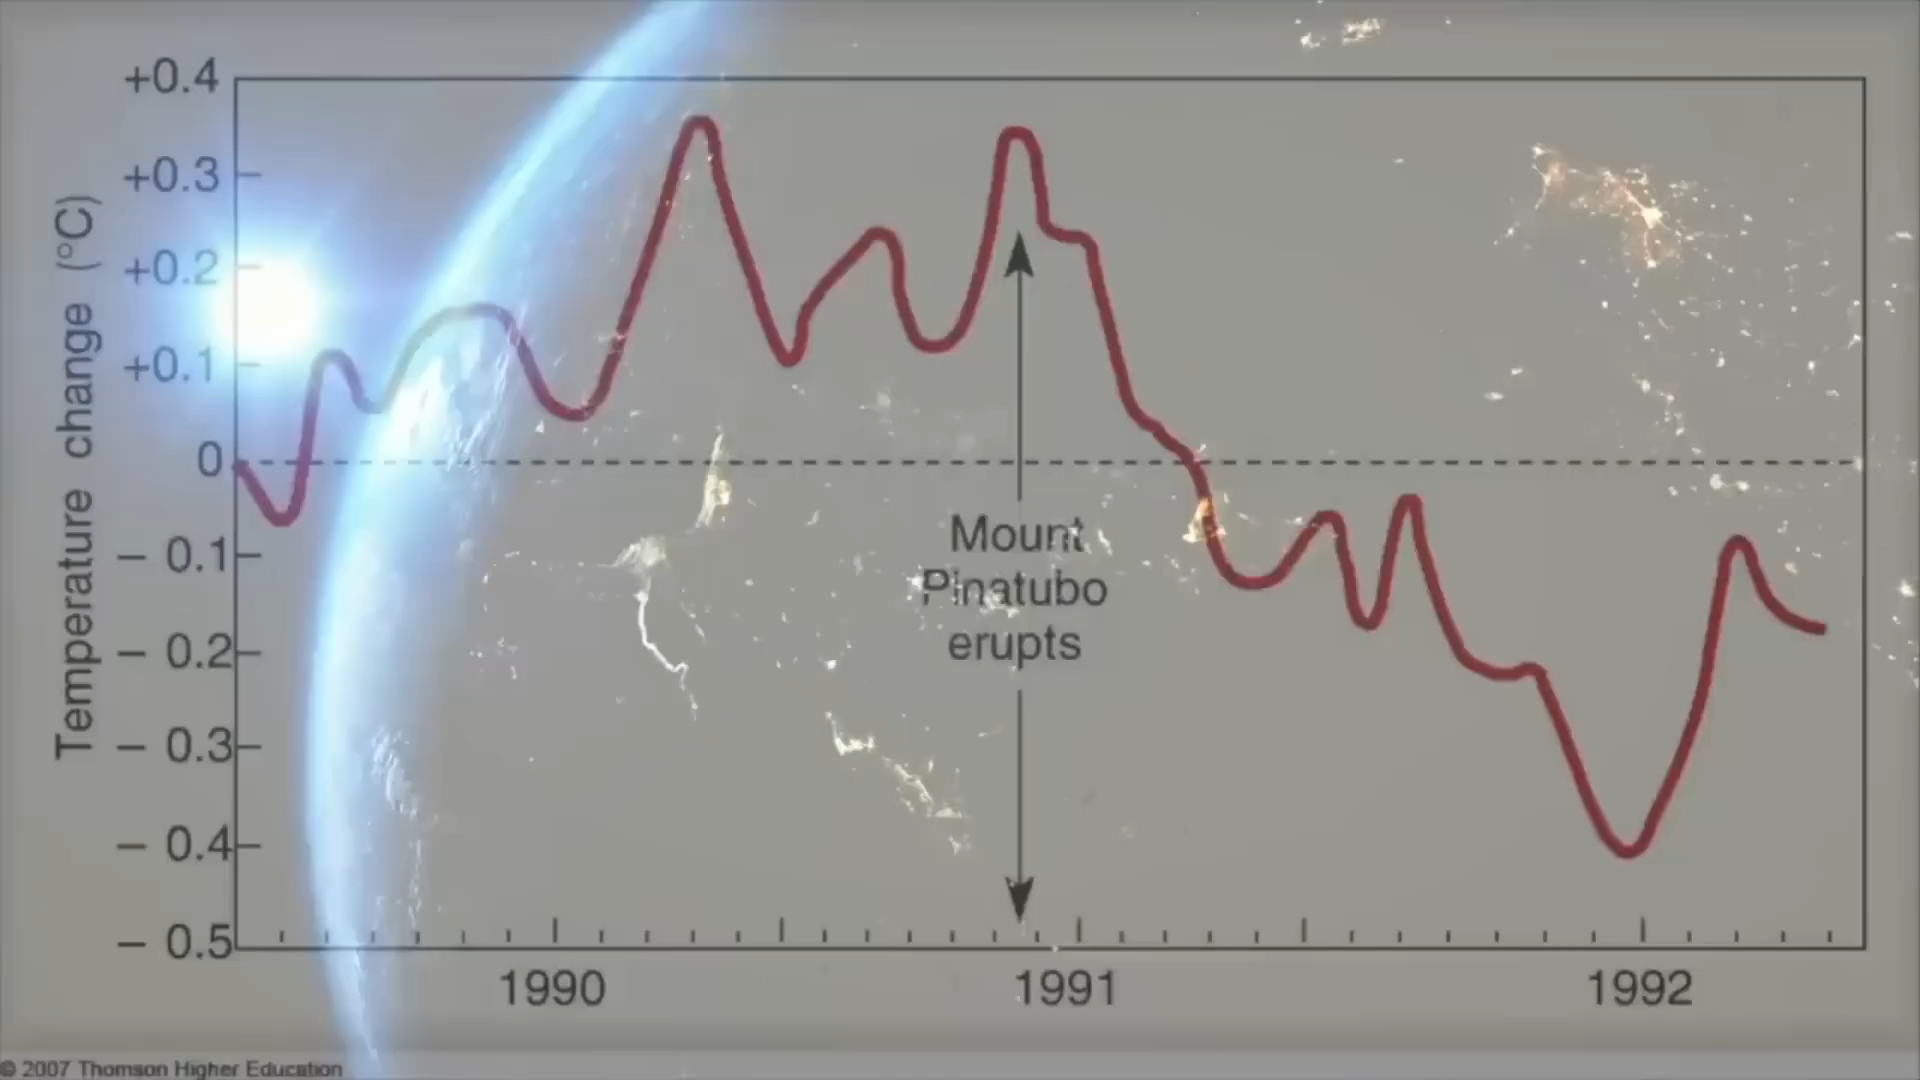 +0.4
+0.3
+0.2
+0.1
0
– 0.1
– 0.2
– 0.3
– 0.4
– 0.5
Temperature change (°C)
Mount
Pinatubo
erupts
1990 1991 1992
© 2007 Thomson Higher Education